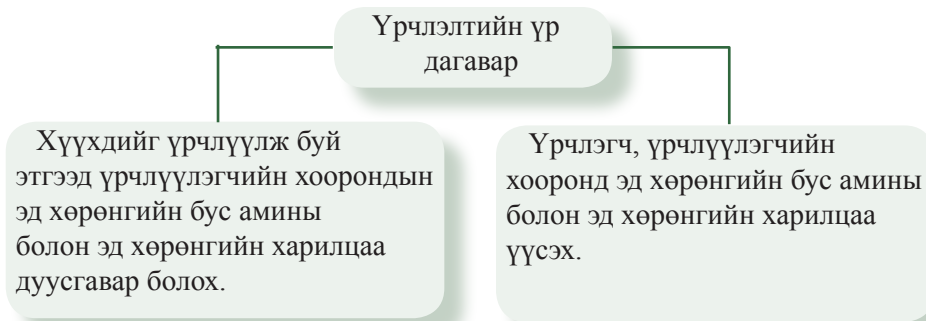 Үрчлэлтийн үр
дагавар
Хүүхдийг үрчлүүлж буй
этгээд үрчлүүлэгчийн хоорондын
эд хөрөнгийн бус амины
болон эд хөрөнгийн харилцаа
дуусгавар болох.
Үрчлэгч, үрчлүүлэгчийн
хооронд эд хөрөнгийн бус амины
болон эд хөрөнгийн харилцаа
үүсэх.